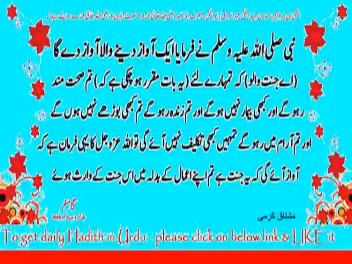 نبی صلی اللہ علیہ وسلم نے فرمایا ایک آواز دینے والا آواز دے گا
(اے جنت والو) کہ تمہارے لئے (یہ بات مقرر ہو چکی ہے کہ) تم صحت مند
رہو گے اور کبھی بیمار نہیں ہو گے اور تم زندہ رہو گے تم کبھی بوڑھے نہیں ہوں گے
اور تم آرام میں رہو گے تمہیں کبھی تکلیف نہیں آئے گی تو اللہ عزوجل کا یہی فرمان ہے کہ
آواز آئے گی کہ یہ جنت ہے تم اپنے اعمال کے بدلہ میں اس جنت کے وارث ہوئے
صحیح مسلم
مشتاق کرمی
To get daily Hadith in Urdu please click on below link & LIKE it